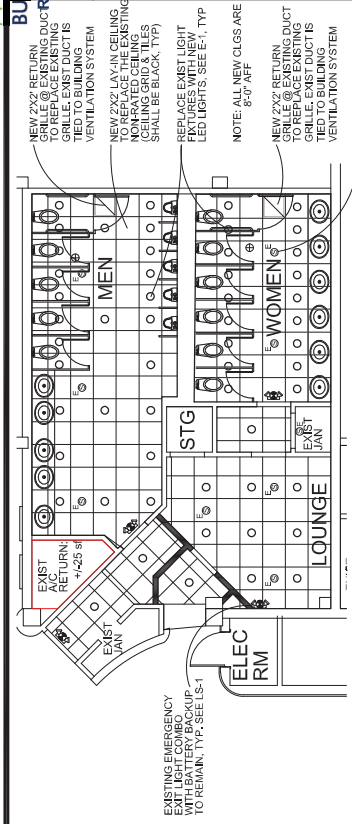 BU
R
NEW 2'X2' RETURN
GRILLE @ EXISTING DUCT
TO REPLACE EXISTING
GRILLE. EXIST DUCT IS
TIED TO BUILDING
VENTILATION SYSTEM
NEW 2'X2' LAY-IN CEILING
TO REPLACE THE EXISTING
NON-RATED CEILING
(CEILING GRID & TILES
SHALL BE BLACK, TYP)
REPLACE EXIST LIGHT
FIXTURES WITH NEW
LED LIGHTS. SEE E-1, TYP
NOTE: ALL NEW CLGS ARE
8'-0" AFF
NEW 2'X2' RETURN
GRILLE @ EXISTING DUCT
TO REPLACE EXISTING
GRILLE. EXIST DUCT IS
TIED TO BUILDING
VENTILATION SYSTEM
MEN
WOMEN
STG
EXIST
JAN
LOUNGE
EXIST
A/C
RETURN:
+/-25 sf
EXIST
JAN
ELEC
RM
EXISTING EMERGENCY
EXIT LIGHT COMBO
WITH BATTERY BACKUP
TO REMAIN, TYP. SEE LS-1